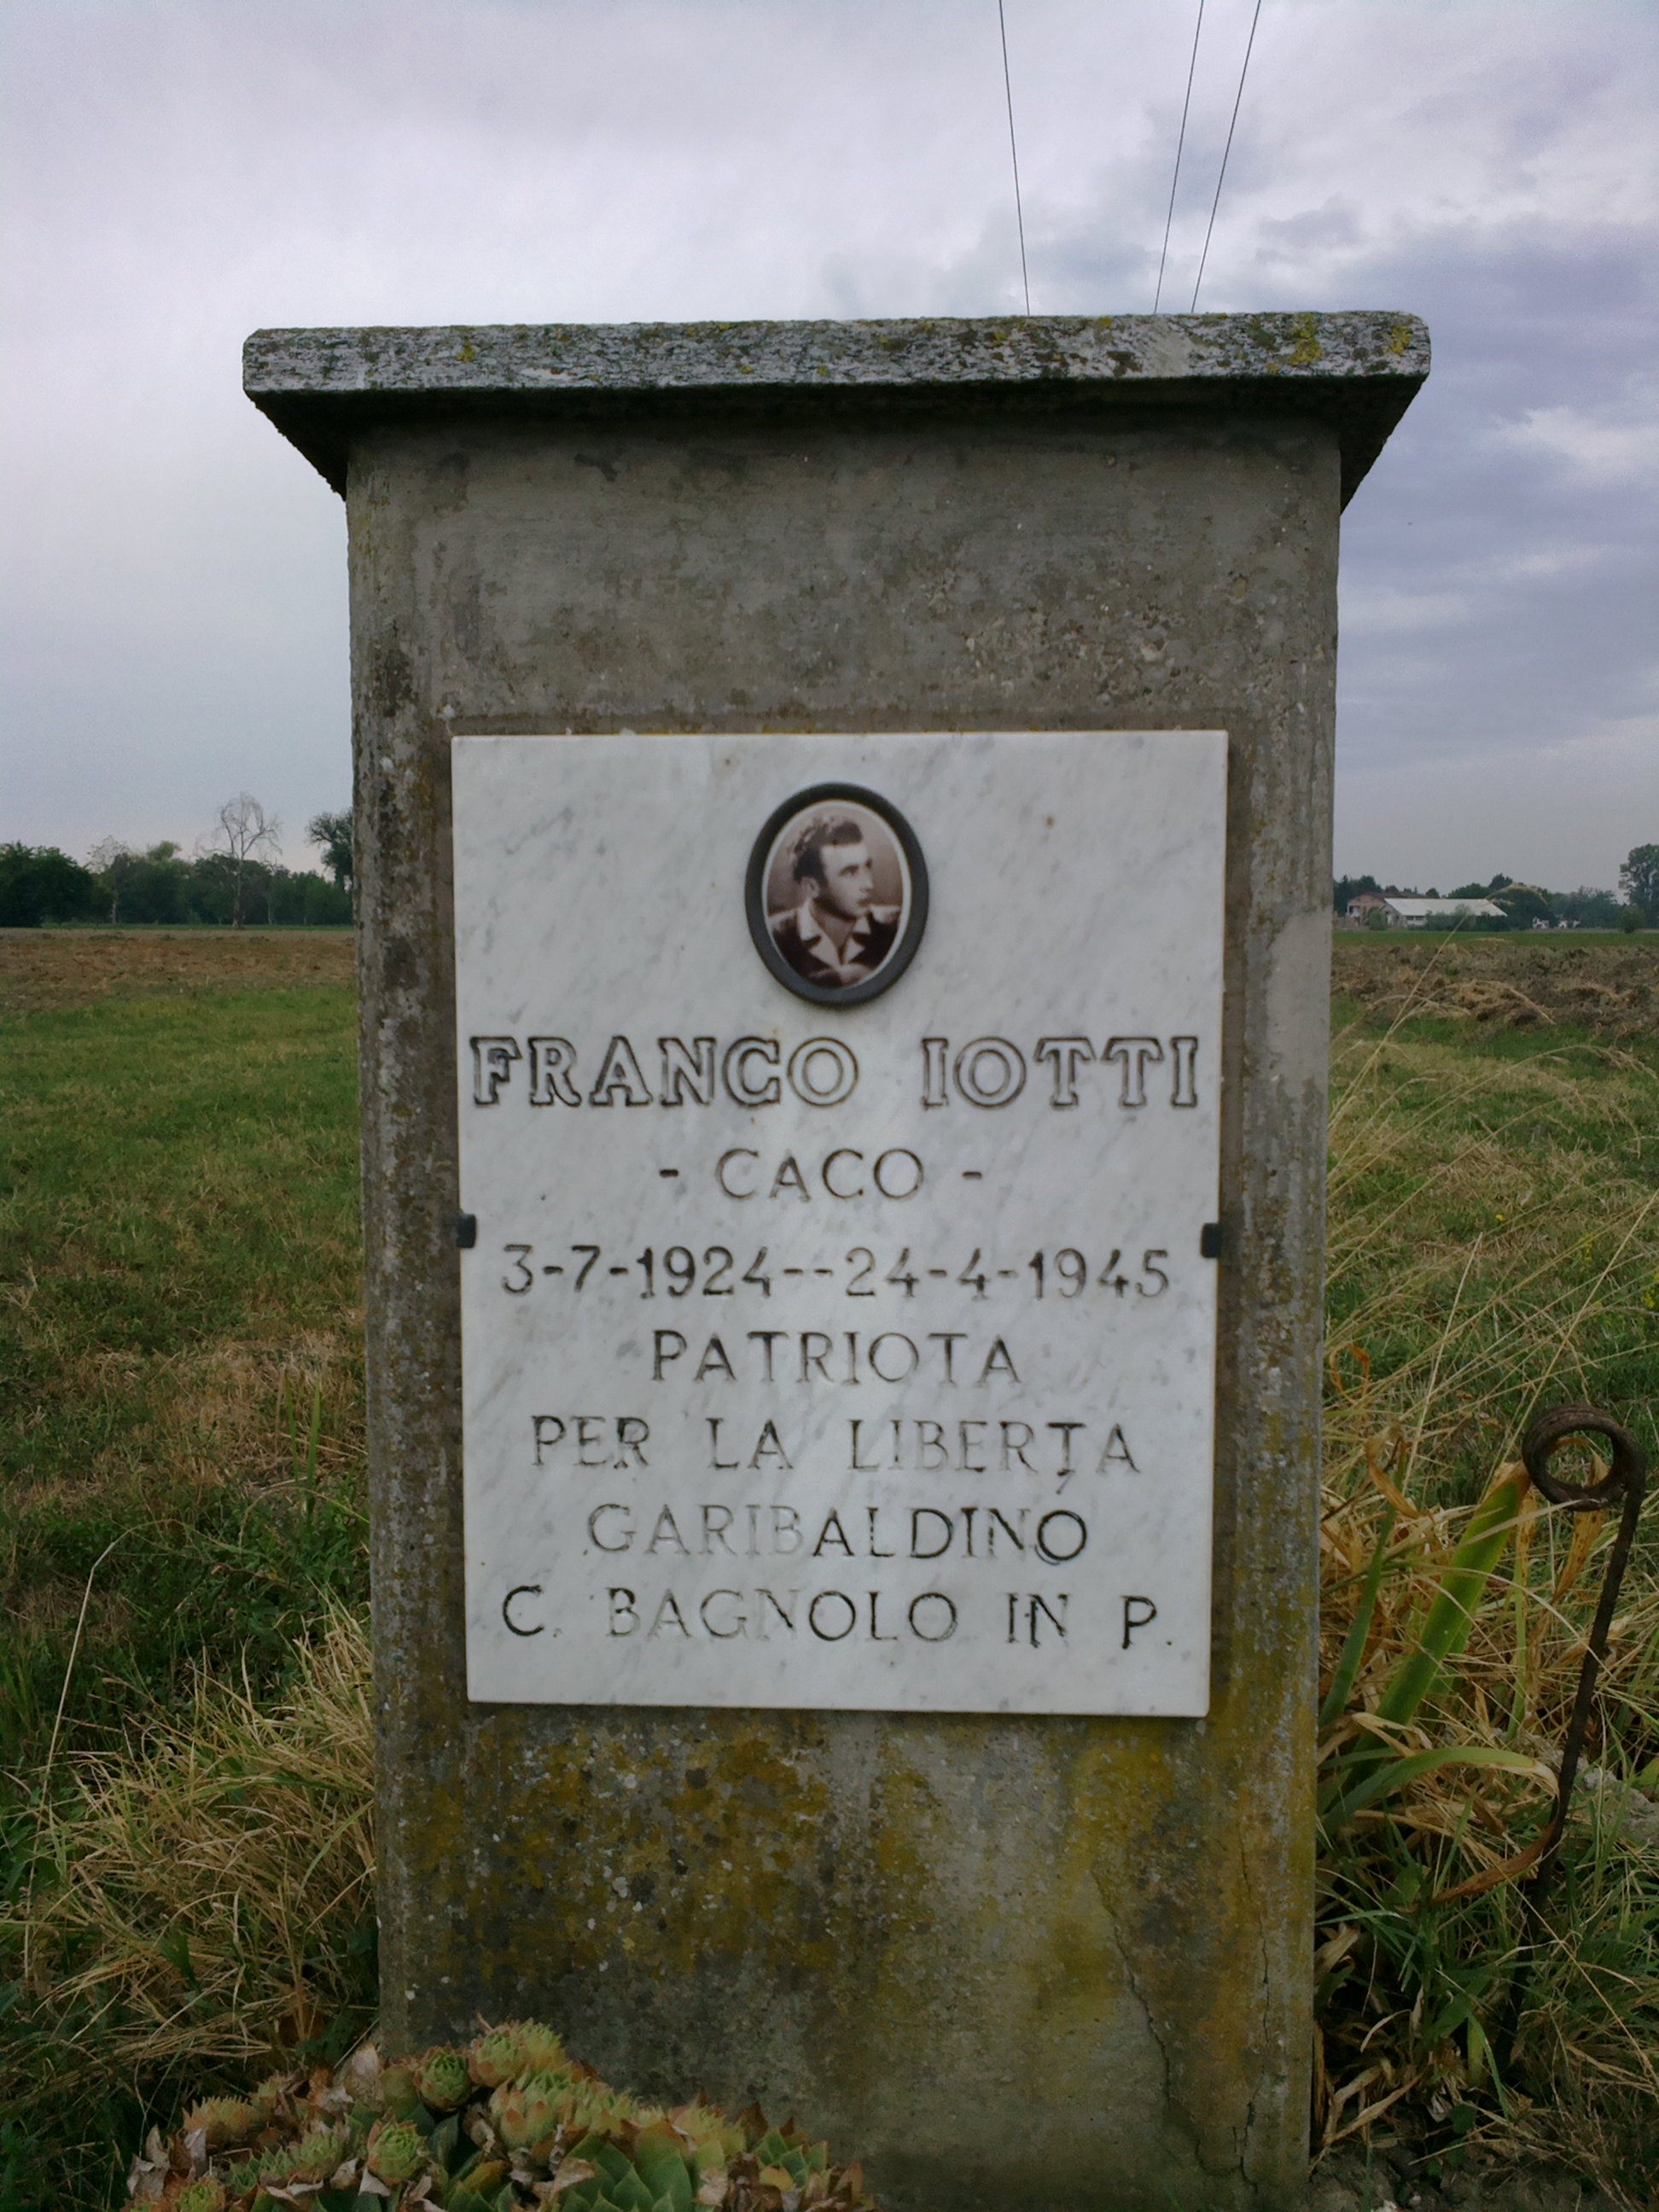 FRANCO IOTTI
- CACO -
3-7-1924--24-4-1945
PATRIOTA
PER LA LIBERTA
GARIBALDINO
C. BAGNOLO IN P.